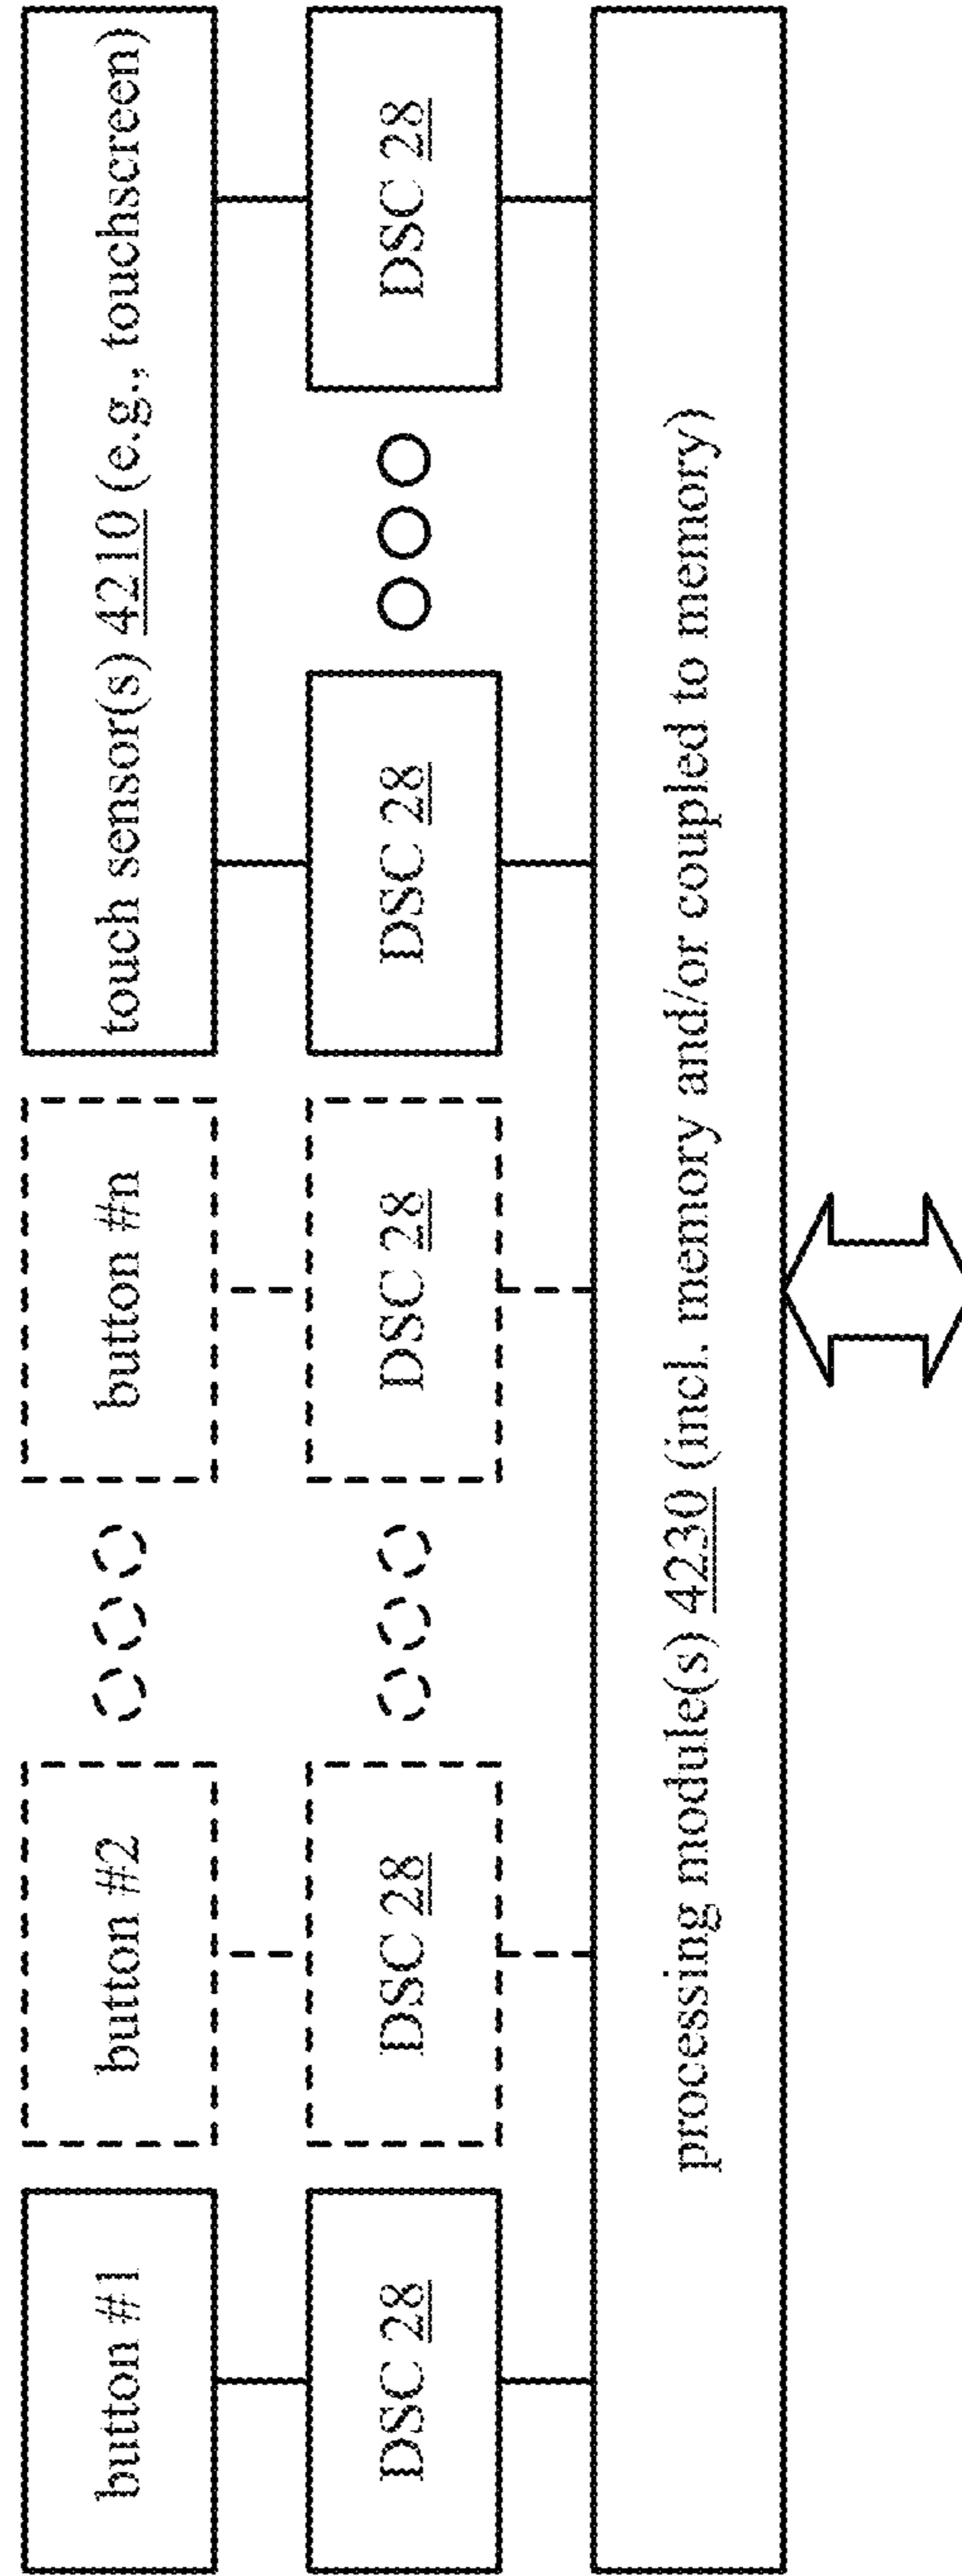 button #1
button #2
button #n
touch sensor(s) 4210 (e.g., touchscreen)
DSC 28
DSC 28
DSC 28
DSC 28
DSC 28
processing module(s) 4230 (incl. memory and/or coupled to memory)